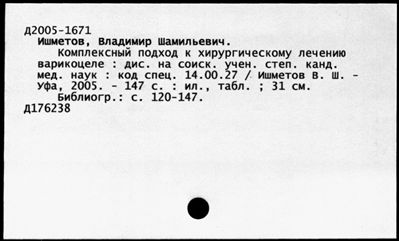 Д2005-1671
Ишметов, Владимир Шамильевич.
Комплексный подход к хирургическому лечению
варикоцеле : дис. на соиск. учен. степ. канд.
мед. наук : код спец. 14.00.27 / Ишметов В. Ш. -
Уфа, 2005. - 147 с. : ил., табл. ; 31 см.
Библиогр.: с. 120-147.
Д176238